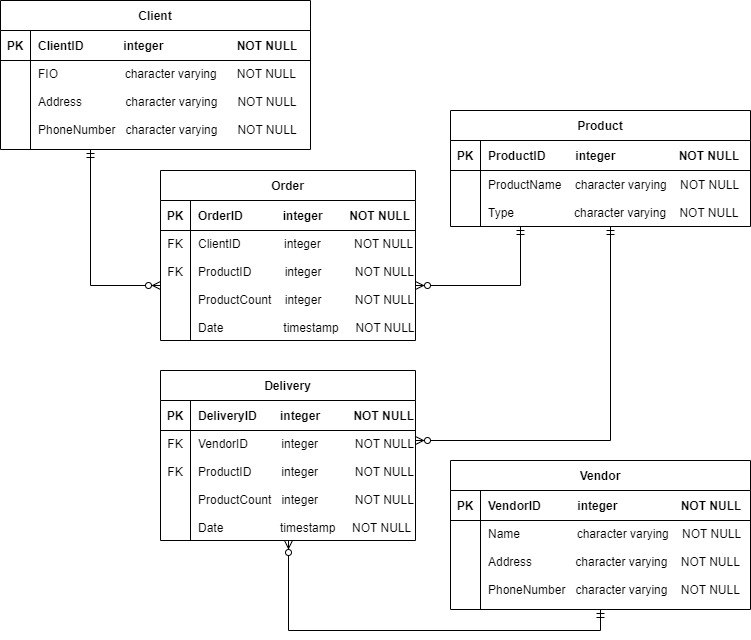 Client
PK ClientID integer NOT NULL
FIO character varying NOT NULL
Address character varying NOT NULL
PhoneNumber character varying NOT NULL
Product
PK ProductID integer NOT NULL
ProductName character varying NOT NULL
Type character varying NOT NULL
Order
PK OrderID integer NOT NULL
FK ClientID integer NOT NULL
FK ProductID integer NOT NULL
ProductCount integer NOT NULL
Date timestamp NOT NULL
Delivery
PK DeliveryID integer NOT NULL
FK VendorID integer NOT NULL
FK ProductID integer NOT NULL
ProductCount integer NOT NULL
Date timestamp NOT NULL
Vendor
PK VendorID integer NOT NULL
Name character varying NOT NULL
Address character varying NOT NULL
PhoneNumber character varying NOT NULL